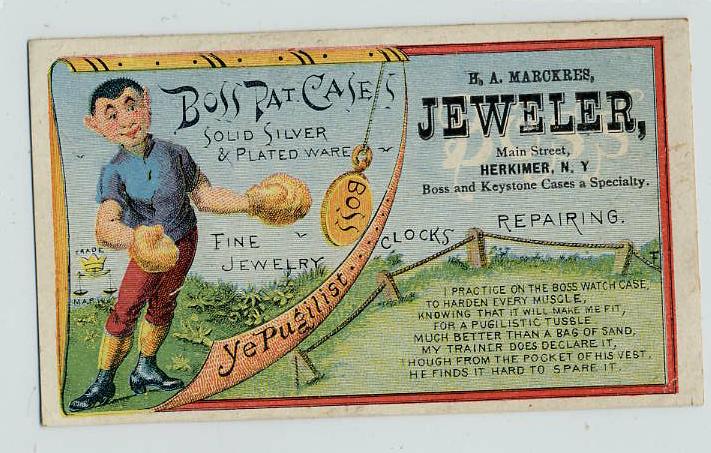 BOSS PAT. CASES
SOLID SILVER
& PLATED WARE
BOSS
FINE
JEWELRY
CLOCKS
TRADE
MARK
Ye Pugilist
H. A. MARCKRES,
JEWELER,
Main Street,
HERKIMER, N. Y
Boss and Keystone Cases a Specialty.
REPAIRING.
I PRACTICE ON THE BOSS WATCH CASE,
TO HARDEN EVERY MUSCLE,
KNOWING THAT IT WILL MAKE ME FIT,
FOR A PUGILISTIC TUSSLE
MUCH BETTER THAN A BAG OF SAND,
MY TRAINER DOES DECLARE IT,
THOUGH FROM THE POCKET OF HIS VEST,
HE FINDS IT HARD TO SPARE IT.